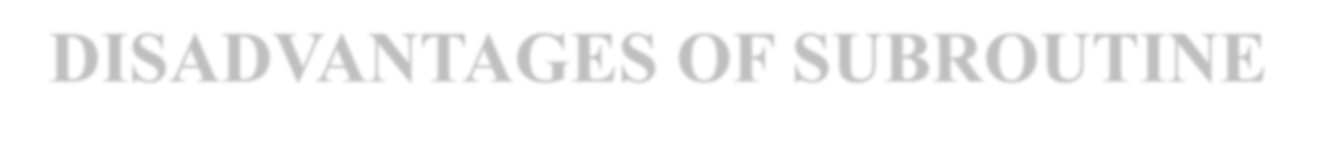 DISADVANTAGES OF SUBROUTINE